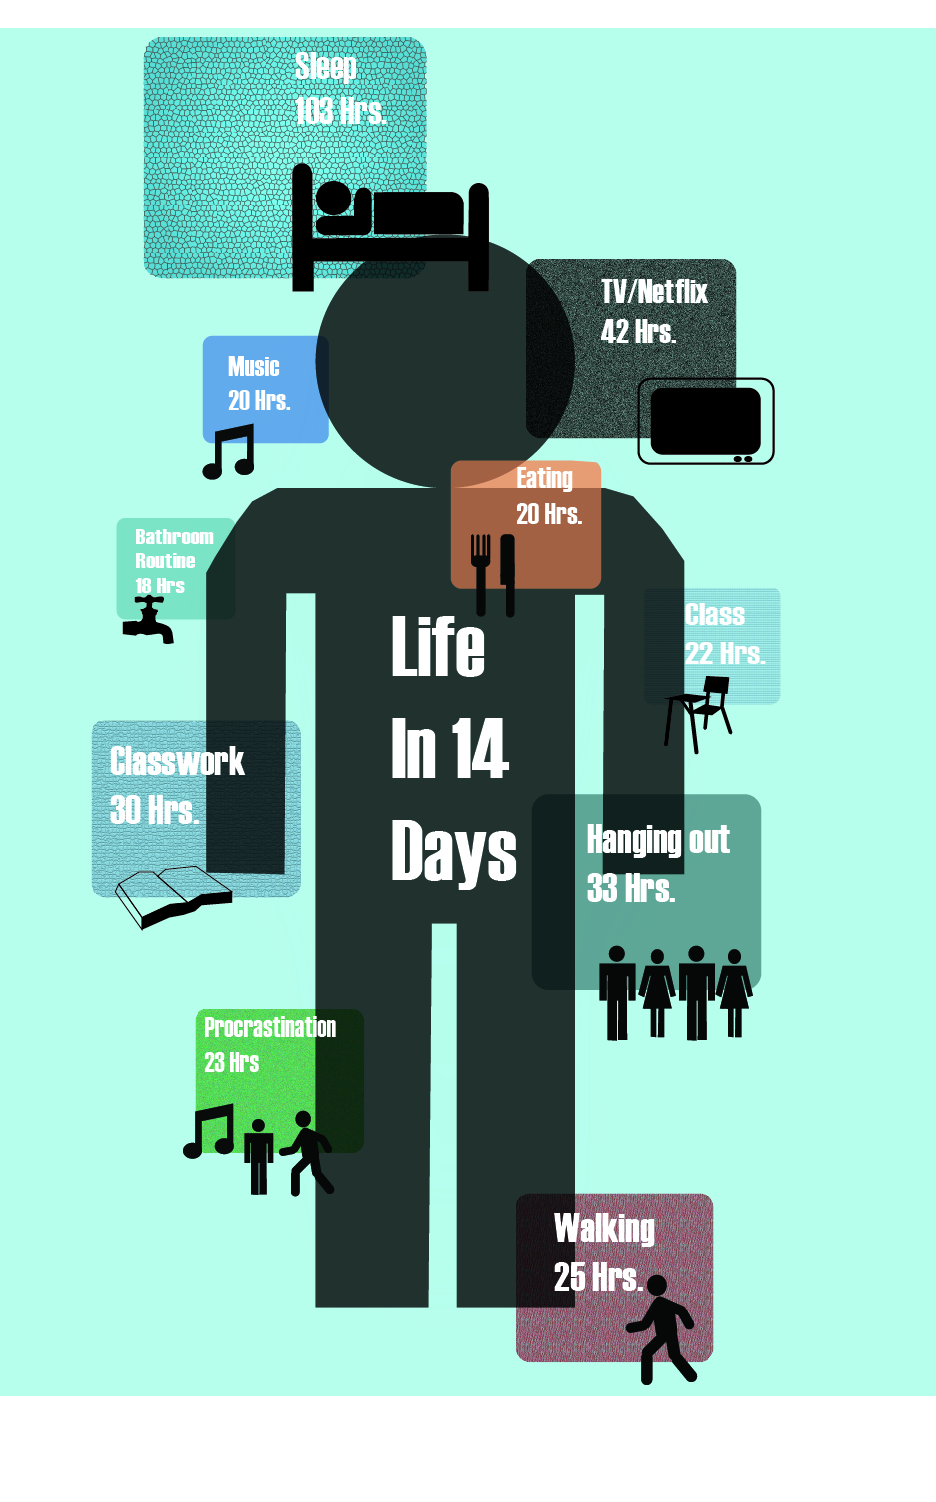 Sleep
103 Hrs.
TV/Netflix
42 Hrs.
Music
20 Hrs.
Eating
20 Hrs.
Bathroom
Routine
18 Hrs
Class
22 Hrs.
Life
In 14
Days
Classwork
30 Hrs.
Hanging out
33 Hrs.
Procrastination
23 Hrs
Walking
25 Hrs.